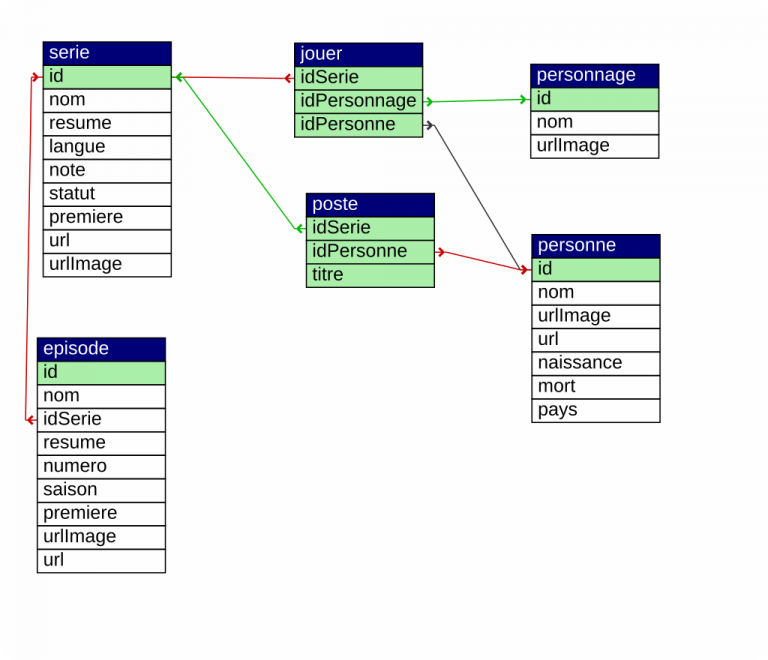 serie
id
nom
resume
langue
note
statut
premiere
url
urlImage
jouer
idSerie
idPersonnage
idPersonne
personnage
id
nom
urlImage
poste
idSerie
idPersonne
titre
personne
id
nom
urlImage
url
naissance
mort
pays
episode
id
nom
idSerie
resume
numero
saison
premiere
urlImage
url